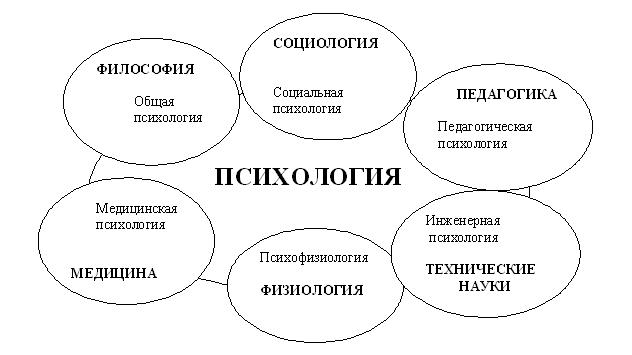 СОЦИОЛОГИЯ
Социальная
психология
ФИЛОСОФИЯ
Общая
психология
ПЕДАГОГИКА
Педагогическая
психология
ПСИХОЛОГИЯ
Медицинская
психология
МЕДИЦИНА
Психофизиология
ФИЗИОЛОГИЯ
Инженерная
психология
ТЕХНИЧЕСКИЕ
НАУКИ